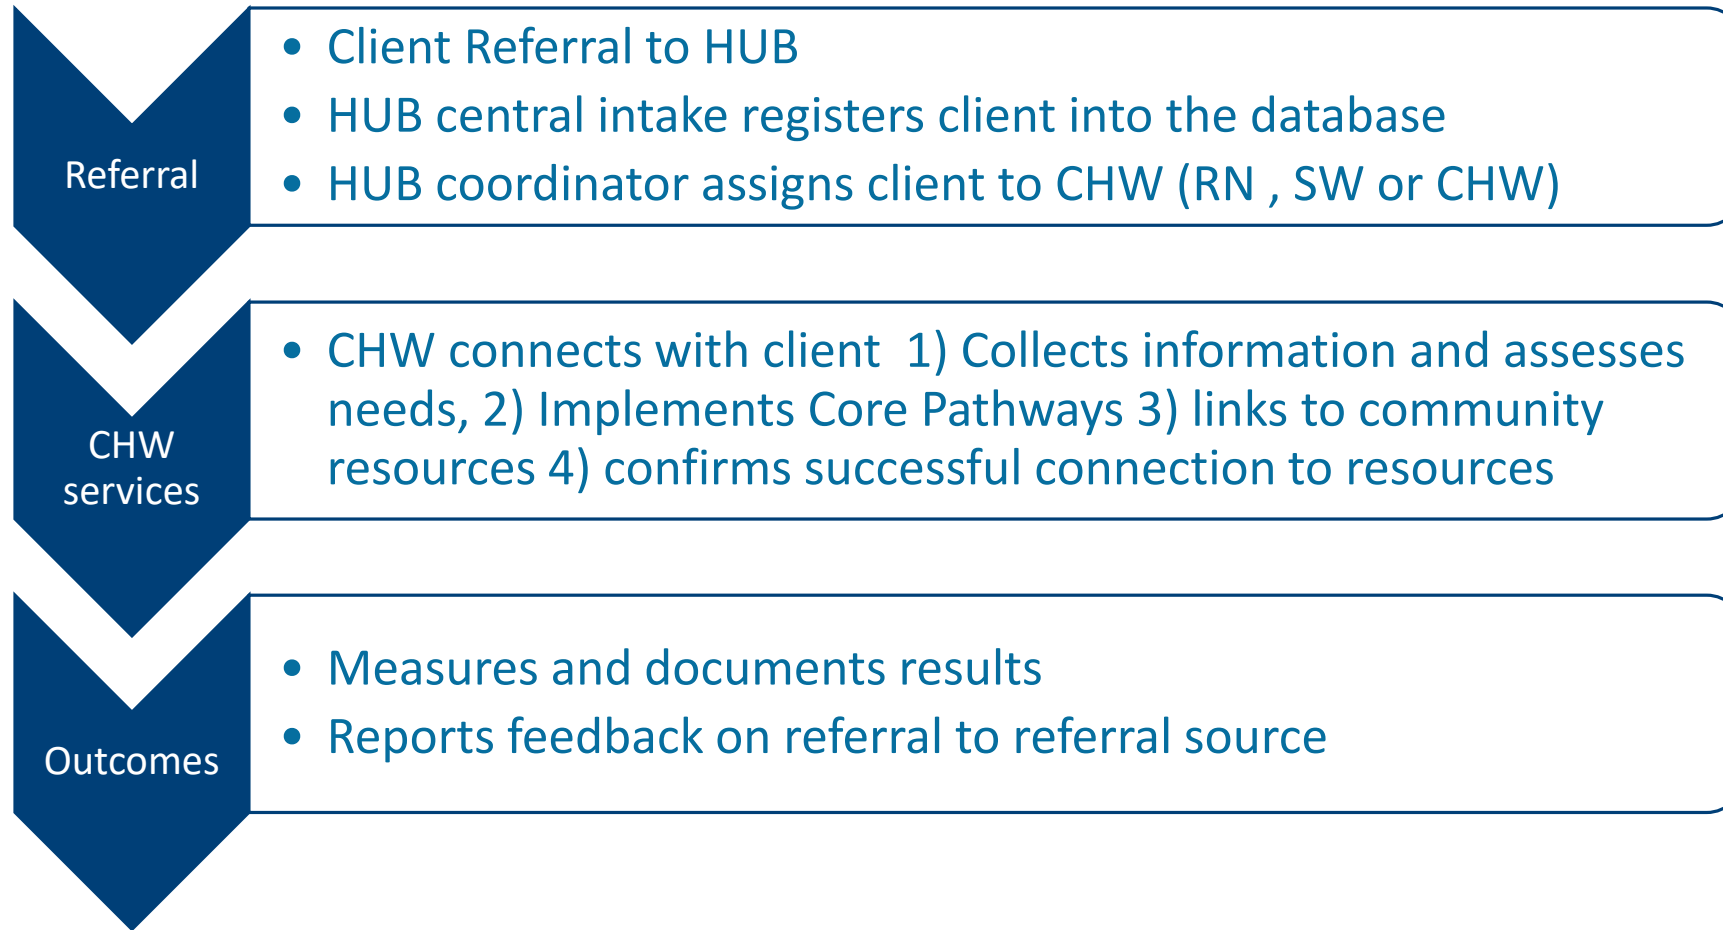 Referral
• Client Referral to HUB
• HUB central intake registers client into the database
• HUB coordinator assigns client to CHW (RN , SW or CHW)
CHW
services
• CHW connects with client  1) Collects information and assesses
needs, 2) Implements Core Pathways 3) links to community
resources 4) confirms successful connection to resources
Outcomes
• Measures and documents results
• Reports feedback on referral to referral source